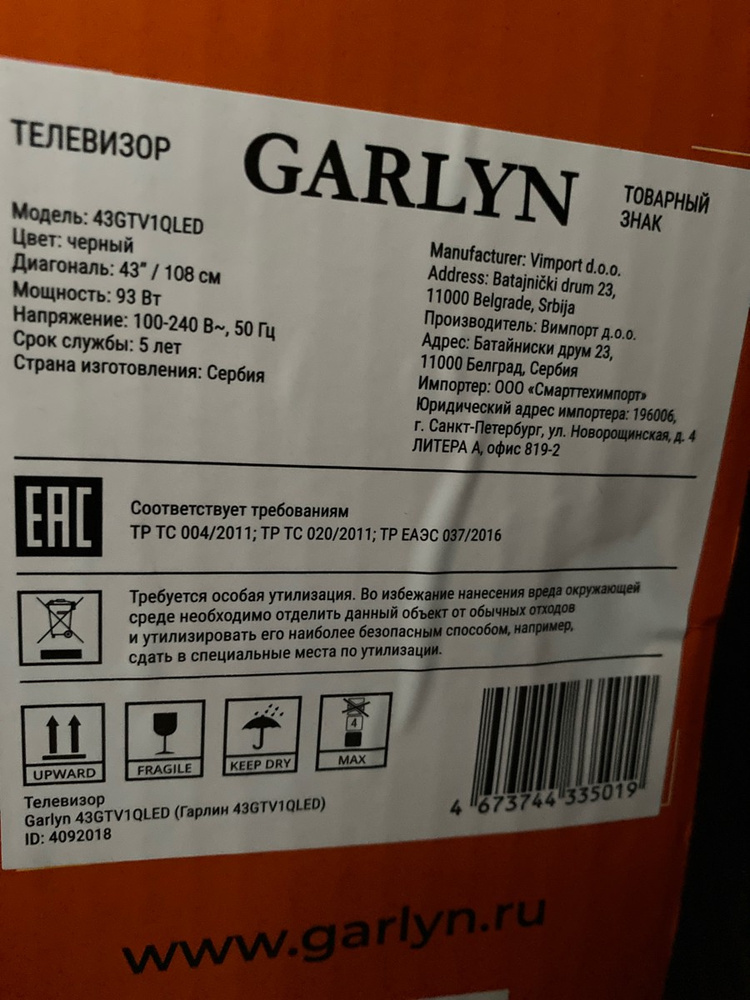 ТЕЛЕВИЗОР
GARLYN
ТОВАРНЫЙ
ЗНАК
Модель: 43GTV1QLED
Цвет: черный
Диагональ: 43” / 108 см
Мощность: 93 Вт
Напряжение: 100-240 В~, 50 Гц
Срок службы: 5 лет
Страна изготовления: Сербия
Manufacturer: Vimport d.o.o.
Address: Batajnički drum 23,
11000 Belgrade, Srbija
Производитель: Вимпорт д.о.о.
Адрес: Батайниски друм 23,
11000 Белград, Сербия
Импортер: ООО «Смарттехимпорт»
Юридический адрес импортера: 196006,
г. Санкт-Петербург, ул. Новорощинская, д. 4
ЛИТЕРА А, офис 819-2
EAC
Соответствует требованиям
ТР ТС 004/2011; ТР ТС 020/2011; ТР ЕАЭС 037/2016
Требуется особая утилизация. Во избежание нанесения вреда окружающей
среде необходимо отделить данный объект от обычных отходов
и утилизировать его наиболее безопасным способом, например,
сдать в специальные места по утилизации.
UPWARD
FRAGILE
KEEP DRY
4
MAX
Телевизор
Garlyn 43GTV1QLED (Гарлин 43GTV1QLED)
ID: 4092018
4 673744 335019
www.garlyn.ru